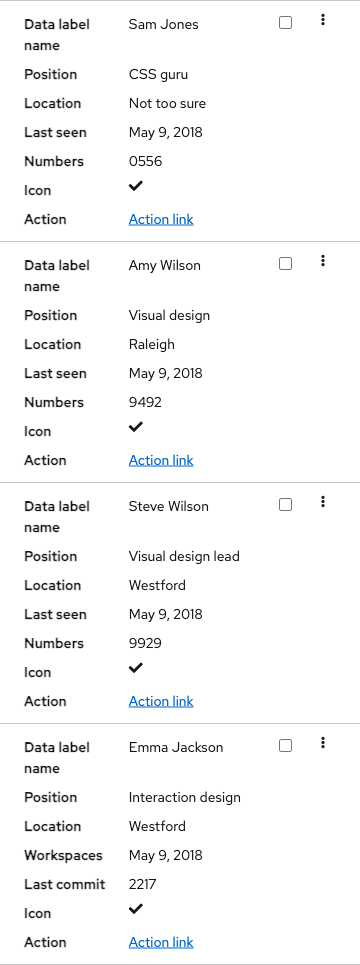 Data label name Sam Jones
Position CSS guru
Location Not too sure
Last seen May 9, 2018
Numbers 0556
Icon
Action Action link
Data label name Amy Wilson
Position Visual design
Location Raleigh
Last seen May 9, 2018
Numbers 9492
Icon
Action Action link
Data label name Steve Wilson
Position Visual design lead
Location Westford
Last seen May 9, 2018
Numbers 9929
Icon
Action Action link
Data label name Emma Jackson
Position Interaction design
Location Westford
Workspaces May 9, 2018
Last commit 2217
Icon
Action Action link